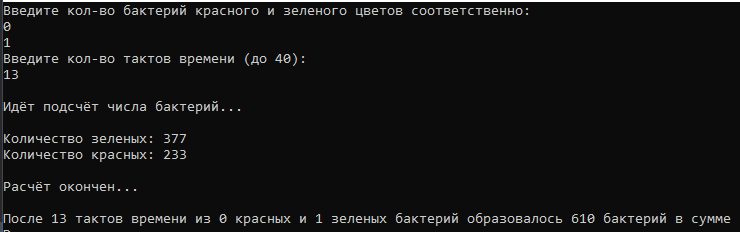 Введите кол-во бактерий красного и зеленого цветов соответственно:
0
1
Введите кол-во тактов времени (до 40):
13
Идёт подсчёт числа бактерий...
Количество зеленых: 377
Количество красных: 233
Расчёт окончен...
После 13 тактов времени из 0 красных и 1 зеленых бактерий образовалось 610 бактерий в сумме